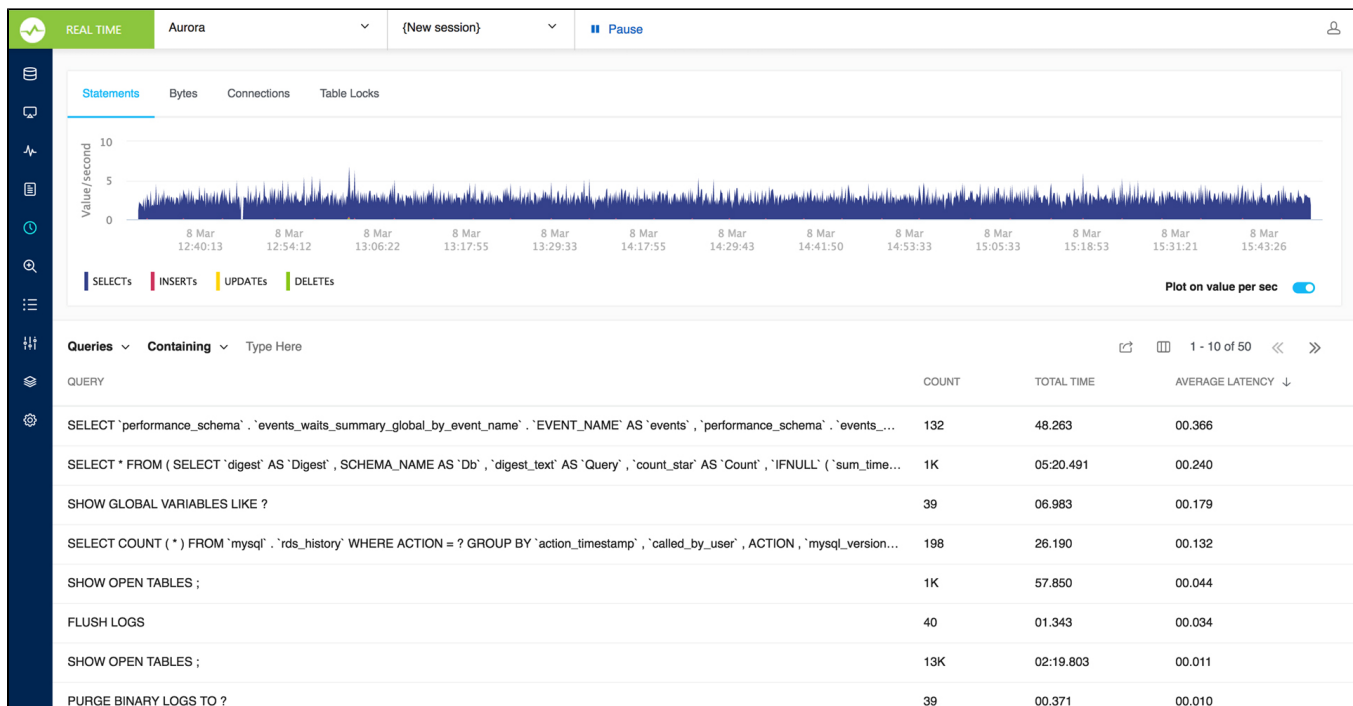 REAL TIME Aurora {New session} Pause
Statements Bytes Connections Table Locks
Value/second
10
5
0
8 Mar 8 Mar 8 Mar 8 Mar 8 Mar 8 Mar 8 Mar 8 Mar 8 Mar 8 Mar 8 Mar 8 Mar 8 Mar
12:40:13 12:54:12 13:06:22 13:17:55 13:29:33 14:17:55 14:29:43 14:41:50 14:53:33 15:05:33 15:18:53 15:31:21 15:43:26
SELECTs INSERTs UPDATEs DELETEs
Plot on value per sec
Queries Containing Type Here 1 - 10 of 50
QUERY COUNT TOTAL TIME AVERAGE LATENCY
SELECT `performance_schema` . `events_waits_summary_global_by_event_name` . `EVENT_NAME` AS `events` , `performance_schema` . `events_... 132 48.263 00.366
SELECT * FROM ( SELECT `digest` AS `Digest` , SCHEMA_NAME AS `Db` , `digest_text` AS `Query` , `count_star` AS `Count` , `IFNULL` ( `sum_time... 1K 05:20.491 00.240
SHOW GLOBAL VARIABLES LIKE ? 39 06.983 00.179
SELECT COUNT ( * ) FROM `mysql` . `rds_history` WHERE ACTION = ? GROUP BY `action_timestamp` , `called_by_user` , ACTION , `mysql_version... 198 26.190 00.132
SHOW OPEN TABLES ; 1K 57.850 00.044
FLUSH LOGS 40 01.343 00.034
SHOW OPEN TABLES ; 13K 02:19.803 00.011
PURGE BINARY LOGS TO ? 39 00.371 00.010